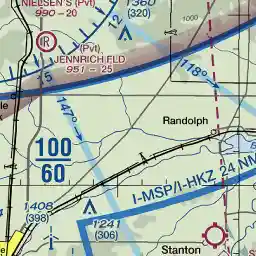 NIELSEN'S (Pvt)
990 - 20
1360
(320)
R
(Pvt)
JENNRICH FLD
951 - 25
5
118°
147°
Randolph
100
60
I-MSP/I-HKZ 24 NM
1408
(398)
1241
(306)
Stanton